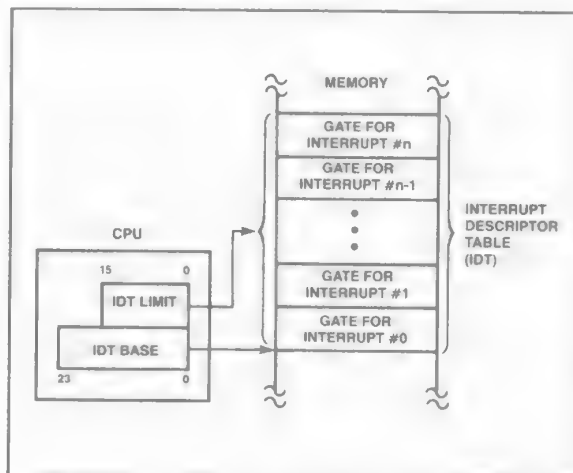 MEMORY
GATE FOR
INTERRUPT #n
GATE FOR
INTERRUPT #n-1
INTERRUPT
DESCRIPTOR
TABLE
(IDT)
CPU
15 0
IDT LIMIT
GATE FOR
INTERRUPT #1
IDT BASE
GATE FOR
INTERRUPT #0
23 0